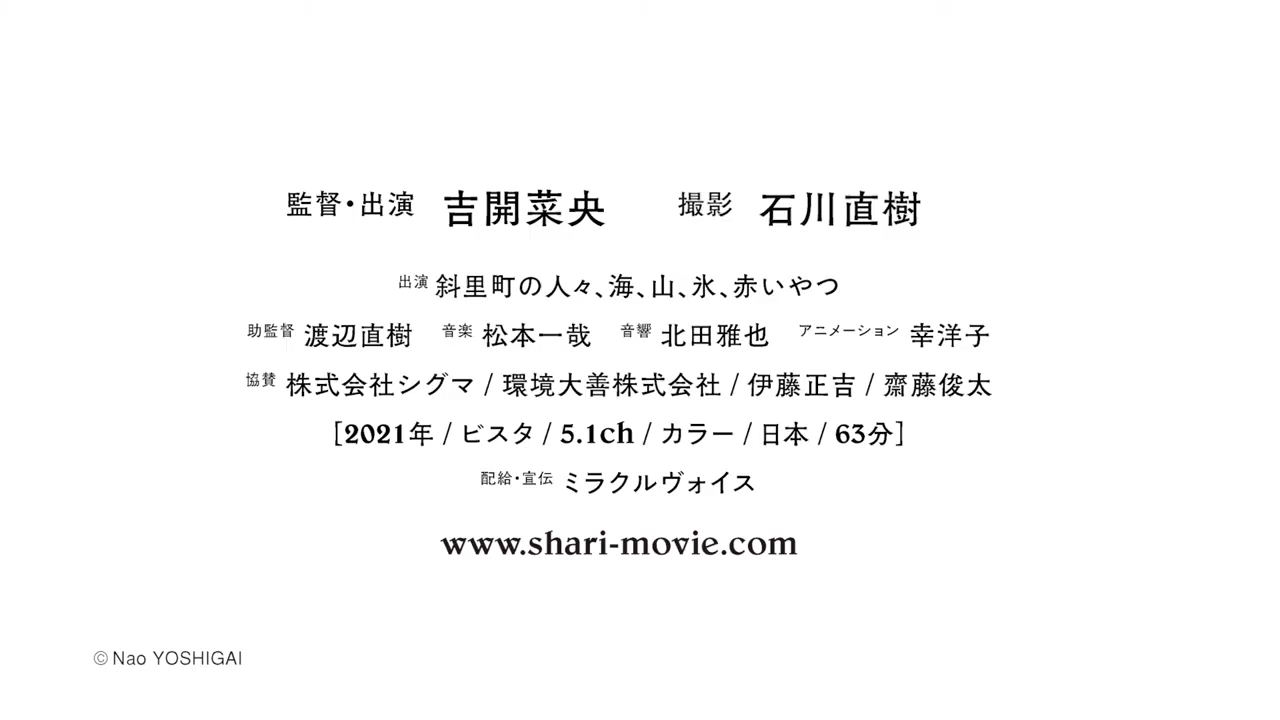 監督・出演 吉開菜央 撮影 石川直樹
出演 斜里町の人々、海、山、氷、赤いやつ
助監督 渡辺直樹 音楽 松本一哉 音響 北田雅也 アニメーション 幸洋子
協賛 株式会社シグマ / 環境大善株式会社 / 伊藤正吉 / 齋藤俊太
[2021年 / ビスタ / 5.1ch / カラー / 日本 / 63分]
配給・宣伝 ミラクルヴォイス
www.shari-movie.com
© Nao YOSHIGAI